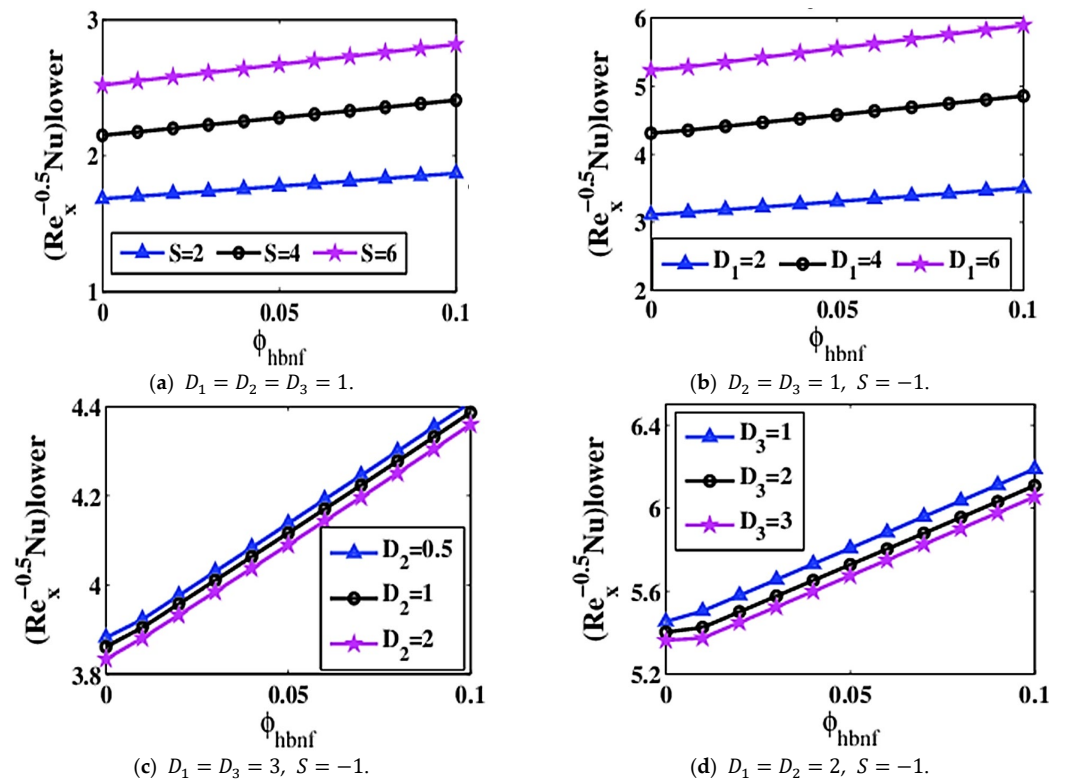 3
2
1
(Re_x^{-0.5}Nu)lower
S=2 S=4 S=6
0 0.05 0.1
ϕ_hbnf
(a) D_1 = D_2 = D_3 = 1.
6
5
4
3
2
(Re_x^{-0.5}Nu)lower
D_1=2 D_1=4 D_1=6
0 0.05 0.1
ϕ_hbnf
(b) D_2 = D_3 = 1, S = −1.
4.4
4.2
4
3.8
(Re_x^{-0.5}Nu)lower
D_2=0.5
D_2=1
D_2=2
0 0.05 0.1
ϕ_hbnf
(c) D_1 = D_3 = 3, S = −1.
6.4
6
5.6
5.2
(Re_x^{-0.5}Nu)lower
D_3=1
D_3=2
D_3=3
0 0.05 0.1
ϕ_hbnf
(d) D_1 = D_2 = 2, S = −1.